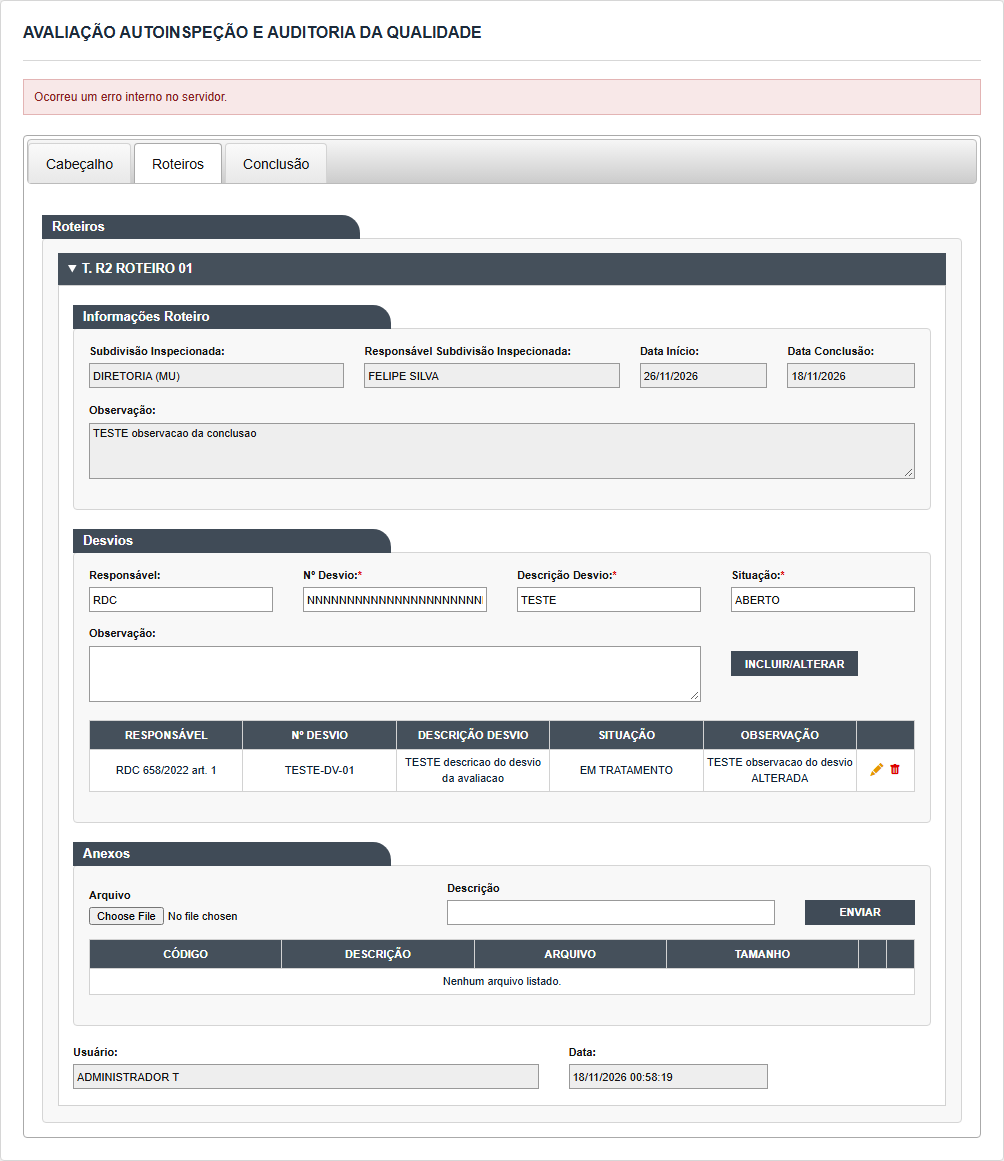 AVALIAÇÃO AUTOINSPEÇÃO E AUDITORIA DA QUALIDADE
Ocorreu um erro interno no servidor.
Cabeçalho Roteiros Conclusão
Roteiros
▼ T. R2 ROTEIRO 01
Informações Roteiro
Subdivisão Inspecionada: Responsável Subdivisão Inspecionada: Data Início: Data Conclusão:
DIRETORIA (MU) FELIPE SILVA 26/11/2026 18/11/2026
Observação:
TESTE observacao da conclusao
Desvios
Responsável: Nº Desvio:* Descrição Desvio:* Situação:*
RDC NNNNNNNNNNNNNNNNNNNNNN TESTE ABERTO
Observação:
INCLUIR/ALTERAR
RESPONSÁVEL Nº DESVIO DESCRIÇÃO DESVIO SITUAÇÃO OBSERVAÇÃO
RDC 658/2022 art. 1 TESTE-DV-01 TESTE descricao do desvio da avaliacao EM TRATAMENTO TESTE observacao do desvio ALTERADA
Anexos
Arquivo Descrição
Choose File No file chosen
ENVIAR
CÓDIGO DESCRIÇÃO ARQUIVO TAMANHO
Nenhum arquivo listado.
Usuário: Data:
ADMINISTRADOR T 18/11/2026 00:58:19